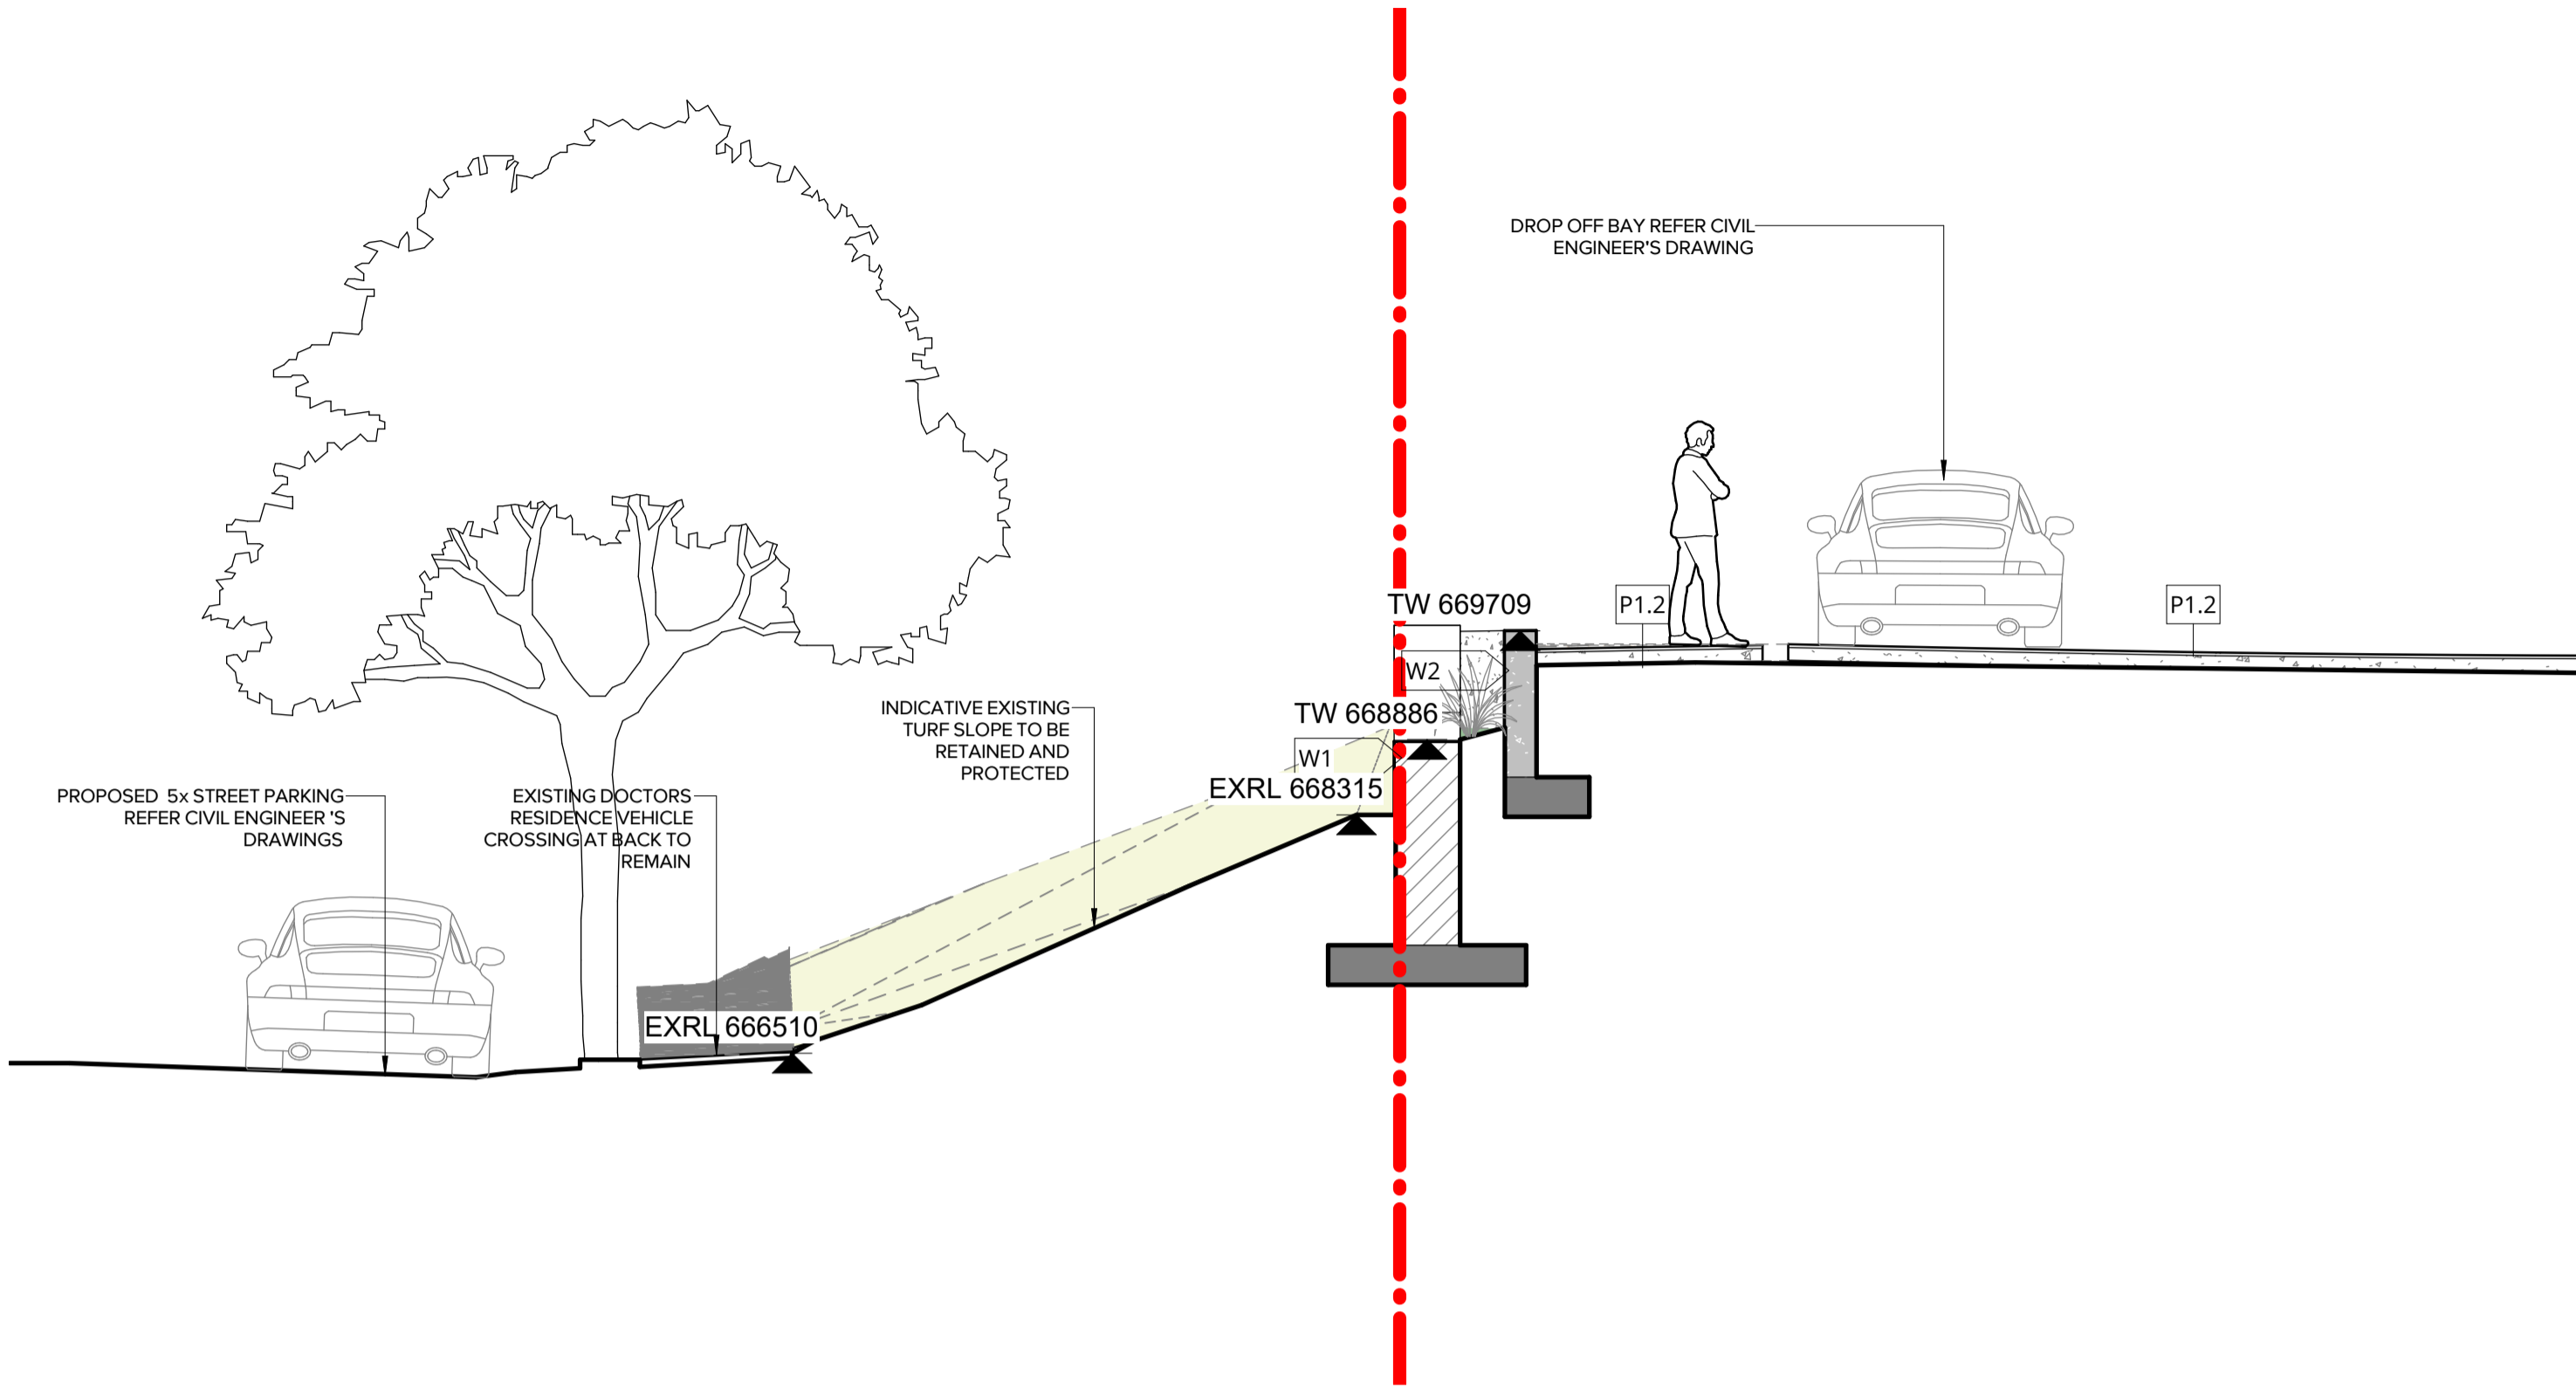 DROP OFF BAY REFER CIVIL
ENGINEER'S DRAWING
P1.2
P1.2
TW 669709
W2
TW 668886
W1
EXRL 668315
INDICATIVE EXISTING
TURF SLOPE TO BE
RETAINED AND
PROTECTED
PROPOSED 5x STREET PARKING
REFER CIVIL ENGINEER 'S
DRAWINGS
EXISTING DOCTORS
RESIDENCE VEHICLE
CROSSING AT BACK TO
REMAIN
EXRL 666510